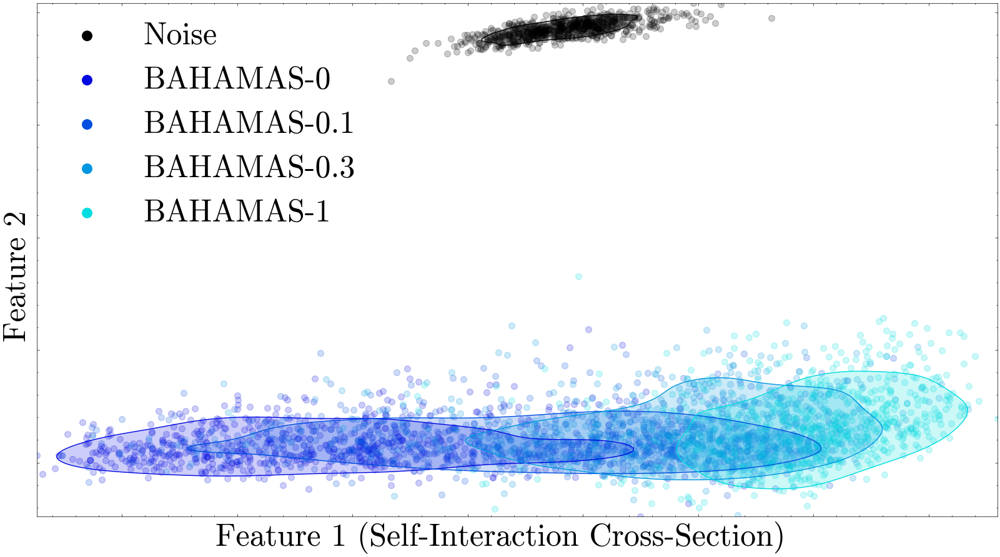 Noise
BAHAMAS-0
BAHAMAS-0.1
BAHAMAS-0.3
BAHAMAS-1
Feature 2
Feature 1 (Self-Interaction Cross-Section)